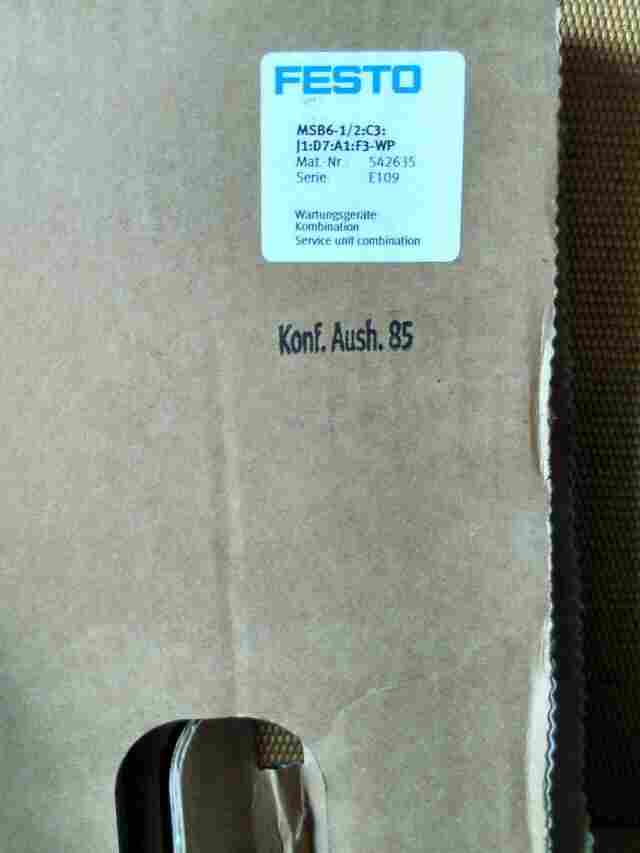 FESTO
MSB6-1/2:C3:
J1:D7:A1:F3-WP
Mat.-Nr. 542635
Serie: E109
Wartungsgeräte-
Kombination
Service unit combination
Konf. Aush. 85